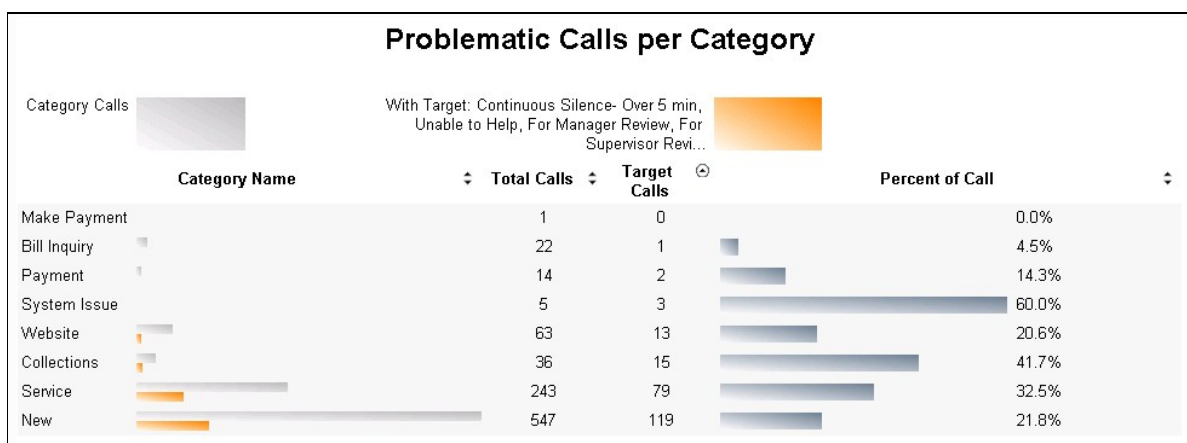 Problematic Calls per Category
Category Calls
With Target: Continuous Silence- Over 5 min,
Unable to Help, For Manager Review, For
Supervisor Revi...
Category Name Total Calls Target Calls Percent of Call
Make Payment 1 0 0.0%
Bill Inquiry 22 1 4.5%
Payment 14 2 14.3%
System Issue 5 3 60.0%
Website 63 13 20.6%
Collections 36 15 41.7%
Service 243 79 32.5%
New 547 119 21.8%